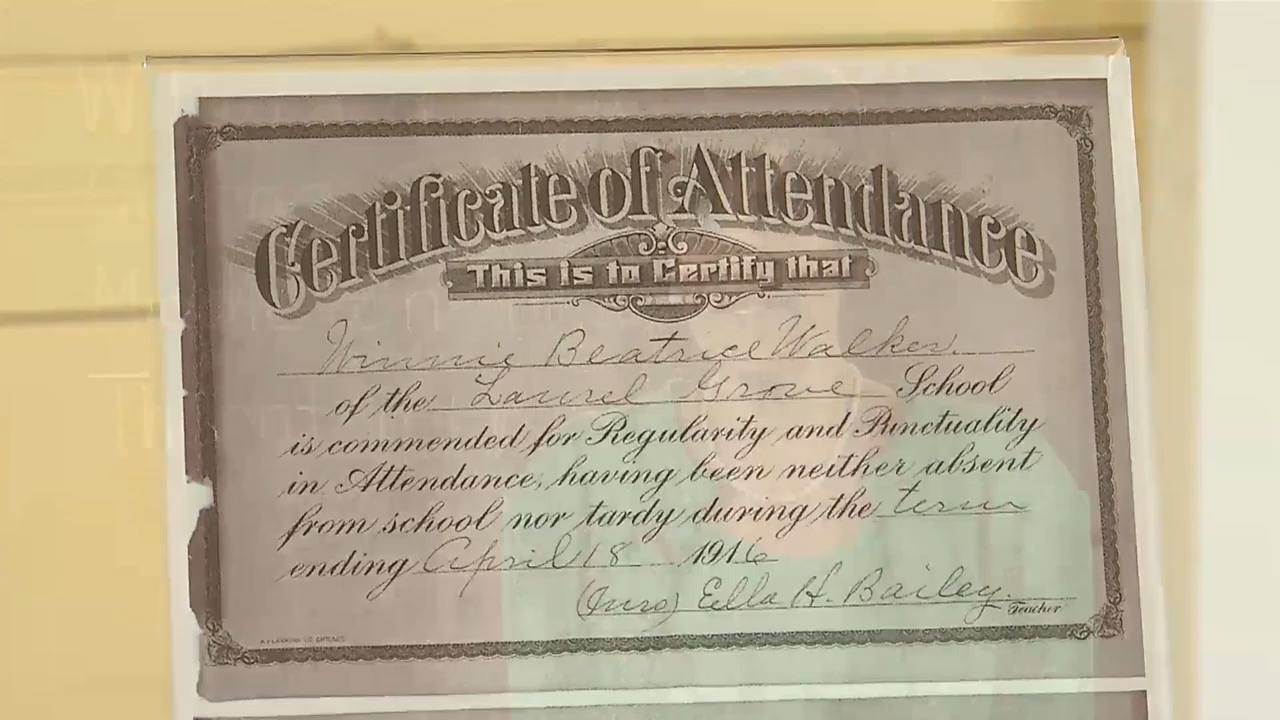 Certificate of Attendance
This is to Certify that
Winnie Beatrice Walker
of the Laurel Grove School
is commended for Regularity and Punctuality
in Attendance, having been neither absent
from school nor tardy during the term
ending April 18 1916
(Mrs) Ella H. Bailey.
Teacher